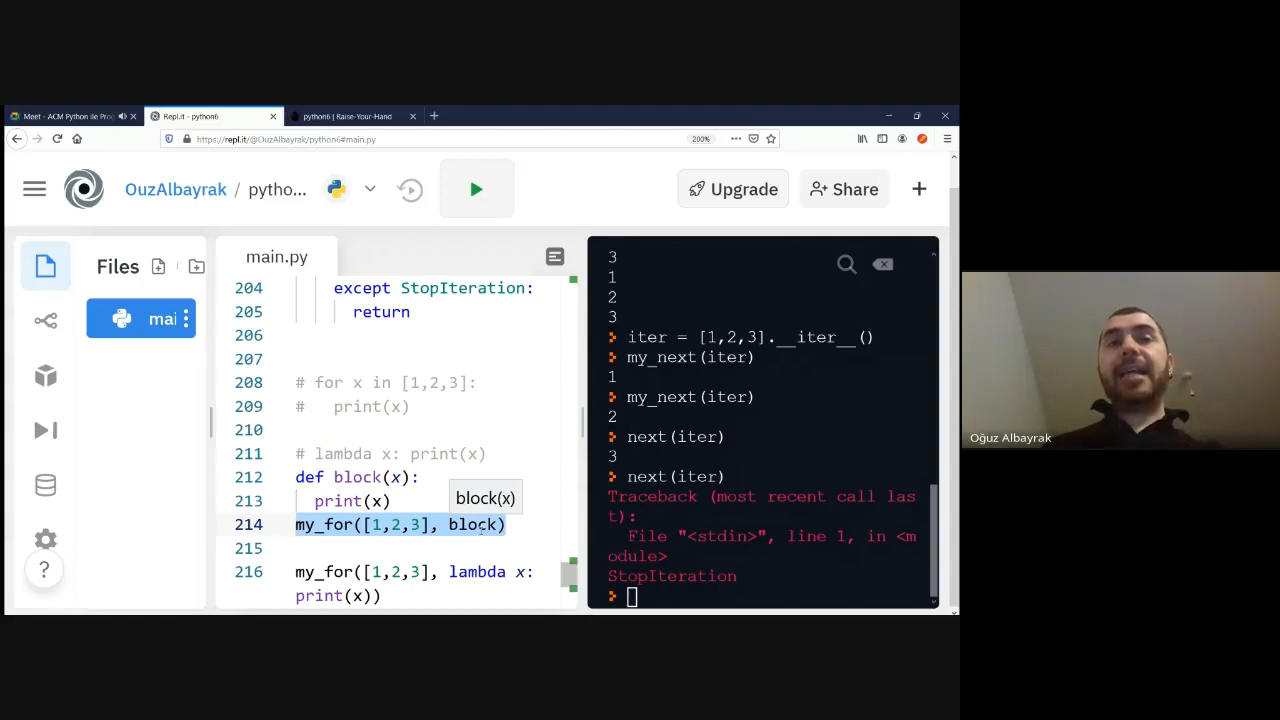 Meet - ACM Python ile Prog
Repl.it - python6
python6 | Raise-Your-Hand
https://repl.it/@OuzAlbayrak/python6#main.py
200%
OuzAlbayrak / pytho...
Upgrade
Share
Files
mai
main.py
204 except StopIteration:
205 return
206
207
208 # for x in [1,2,3]:
209 #   print(x)
210
211 # lambda x: print(x)
212 def block(x):
213 print(x)
block(x)
214 my_for([1,2,3], block)
215
216 my_for([1,2,3], lambda x:
print(x))
?
3
1
2
3
iter = [1,2,3].__iter__()
my_next(iter)
1
my_next(iter)
2
next(iter)
3
next(iter)
Traceback (most recent call las
t):
File "<stdin>", line 1, in <m
odule>
StopIteration
Oğuz Albayrak